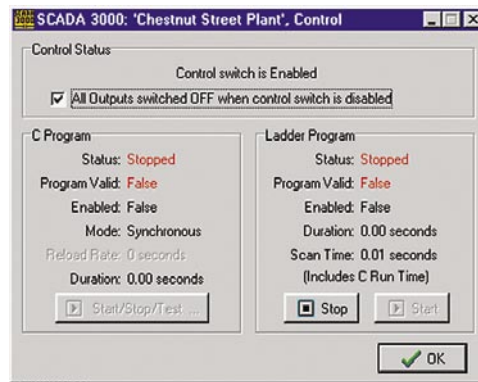 SCADA 3000: 'Chestnut Street Plant', Control
Control Status
Control switch is Enabled
All Outputs switched OFF when control switch is disabled
C Program
Status: Stopped
Program Valid: False
Enabled: False
Mode: Synchronous
Reload Rate: 0 seconds
Duration: 0.00 seconds
Start/Stop/Test ...
Ladder Program
Status: Stopped
Program Valid: False
Enabled: False
Duration: 0.00 seconds
Scan Time: 0.01 seconds
(Includes C Run Time)
Stop
Start
OK